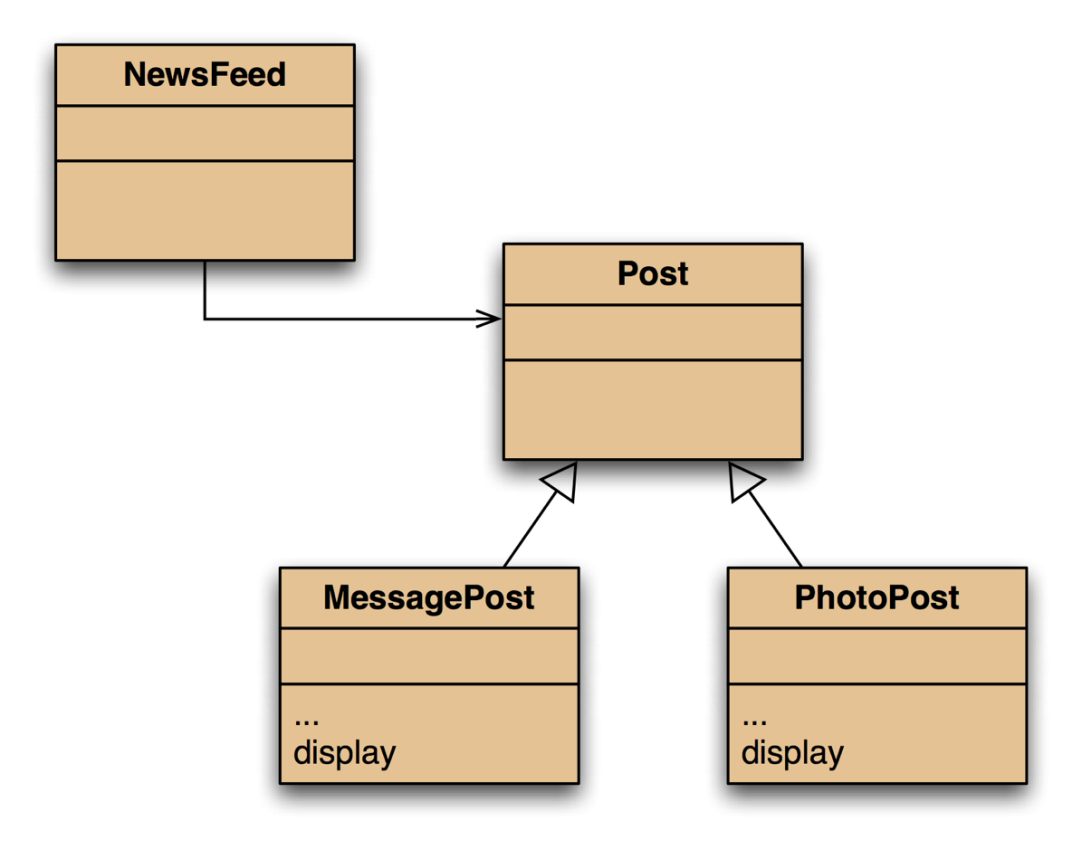 NewsFeed
Post
MessagePost
...
display
PhotoPost
...
display